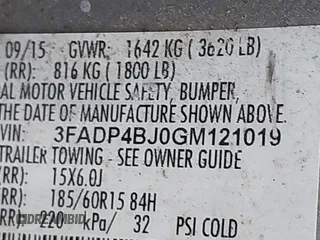 09/15 GVWR: 1642 KG ( 3620 LB)
(RR): 816 KG ( 1800 LB)
AL MOTOR VEHICLE SAFETY, BUMPER,
THE DATE OF MANUFACTURE SHOWN ABOVE.
VIN: 3FADP4BJ0GM121019
TRAILER TOWING - SEE OWNER GUIDE
(RR): 15X6.0J
(RR): 185/60R15 84H
(RR): 220 kPa/ 32 PSI COLD